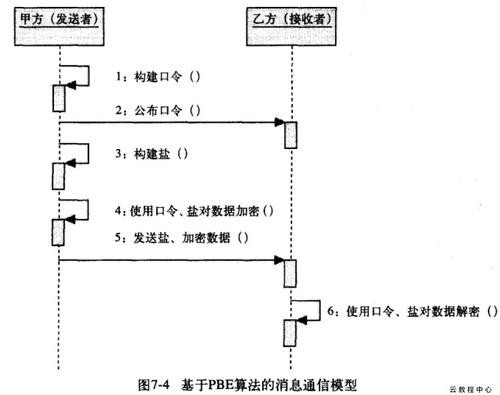 甲方（发送者）
乙方（接收者）
1：构建口令（）
2：公布口令（）
3：构建盐（）
4：使用口令、盐对数据加密（）
5：发送盐、加密数据（）
6：使用口令、盐对数据解密（）
图7-4 基于PBE算法的消息通信模型
云教程中心